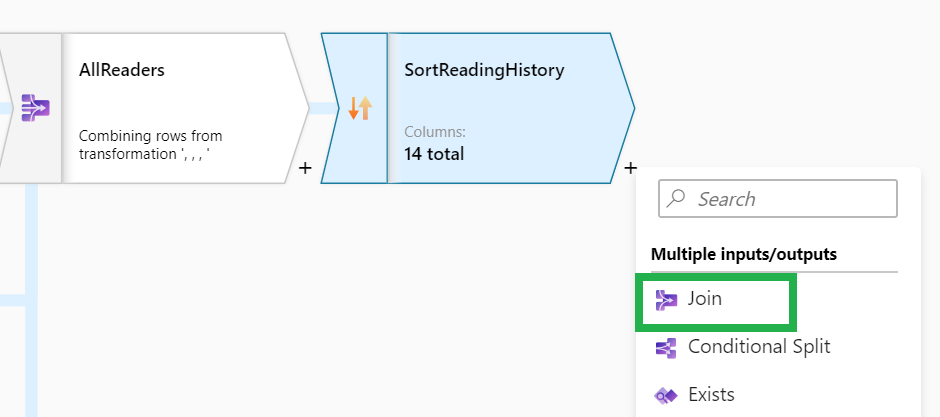 AllReaders
Combining rows from
transformation ', , , '
+
SortReadingHistory
Columns:
14 total
+
Search
Multiple inputs/outputs
Join
Conditional Split
Exists